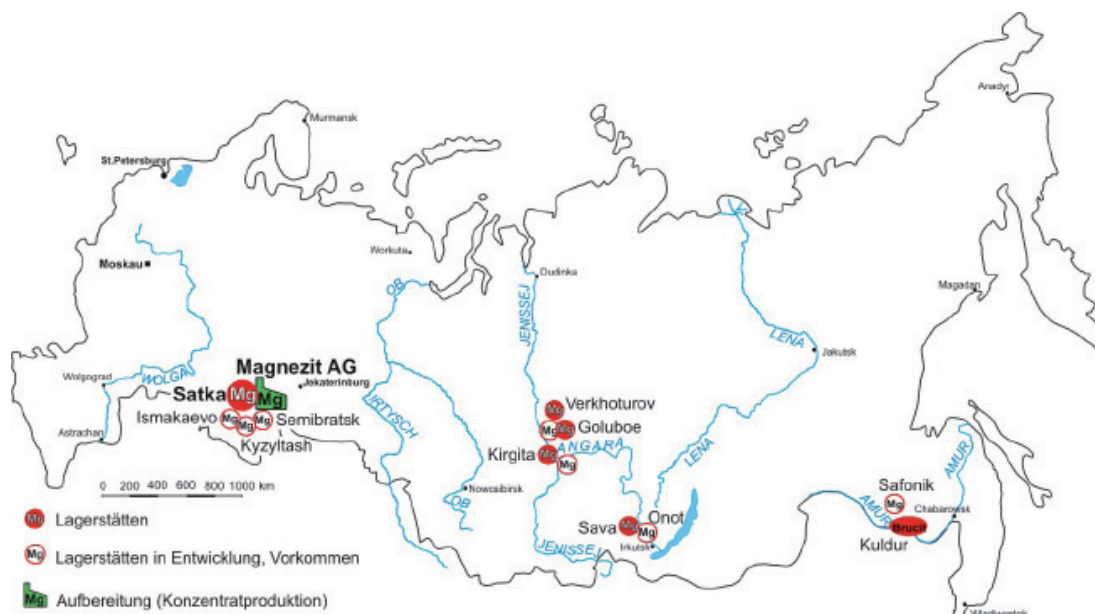 Anadyr
Murmansk
St.Petersburg
Workuta
Moskau
Dudinka
OB
JENISSEJ
Magadan
LENA
Jakutsk
Magnezit AG
Wolgograd
WOLGA
Jekaterinburg
Satka
Mg
Mg
IRTYSCH
Mg
Verkhoturov
Ismakaevo
Mg
Mg
Mg
Semibratsk
Mg
Mg
Goluboe
Astrachan
Kyzyltash
Kirgita
Mg
ANGARA
Mg
LENA
AMUR
0 200 400 600 800 1000 km
Nowosibirsk
OB
Safonik
Mg
Chabarowsk
AMUR
Brucit
Kuldur
Mg
Lagerstätten
Sava
Mg
Onot
Mg
Irkutsk
JENISSEJ
Mg
Lagerstätten in Entwicklung, Vorkommen
Mg
Aufbereitung (Konzentratproduktion)
Wladiwostok